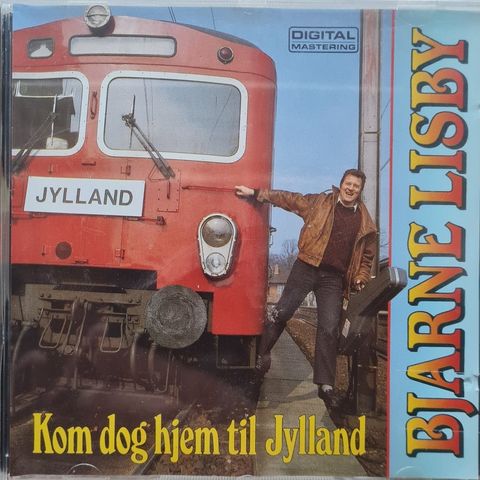 DIGITAL
MASTERING
JYLLAND
BJARNE LISBY
Kom dog hjem til Jylland